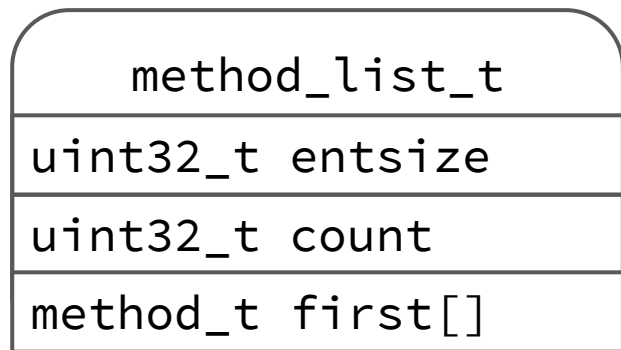 method_list_t
uint32_t entsize
uint32_t count
method_t first[]